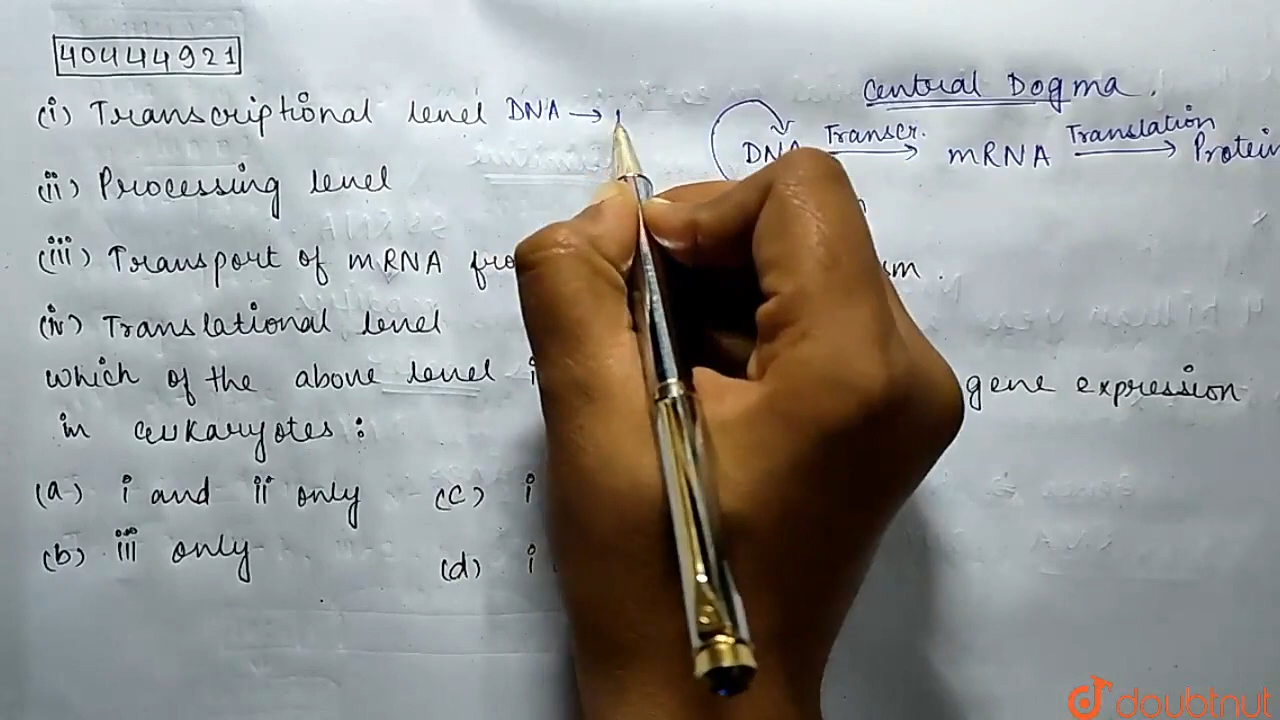 40444921
Central Dogma.
(i) Transcriptional level DNA →
DNA Transcr. → mRNA Translation → Protein
(ii) Processing level
(iii) Transport of mRNA
(iv) Translational level
which of the above level gene expression
in eukaryotes :
(a) i and ii only (c) i
(b) iii only (d) i
doubtnut